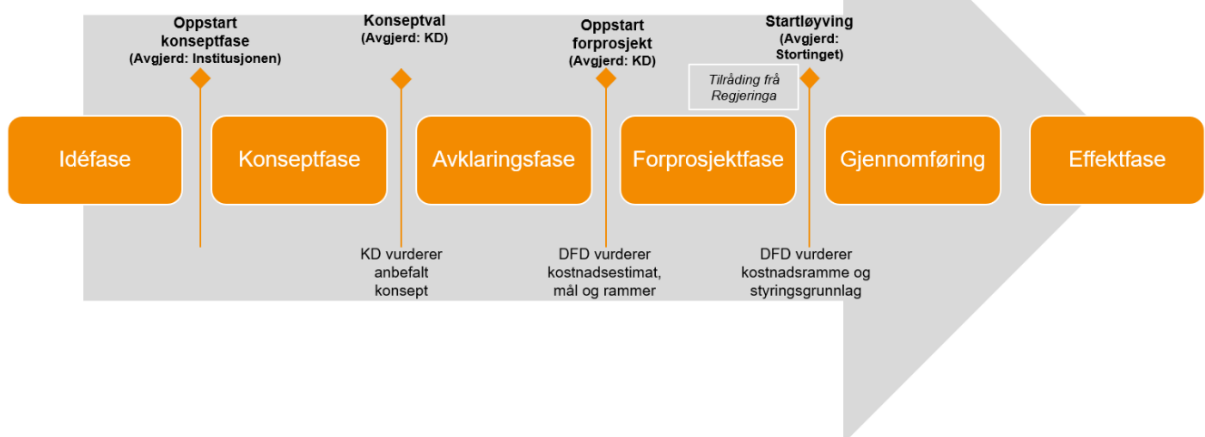 Oppstart
konseptfase
(Avgjerd: Institusjonen)
Konseptval
(Avgjerd: KD)
Oppstart
forprosjekt
(Avgjerd: KD)
Startløyving
(Avgjerd:
Stortinget)
Tilråding frå
Regjeringa
Idéfase
Konseptfase
Avklaringsfase
Forprosjektfase
Gjennomføring
Effektfase
KD vurderer
anbefalt
konsept
DFD vurderer
kostnadsestimat,
mål og rammer
DFD vurderer
kostnadsramme og
styringsgrunnlag